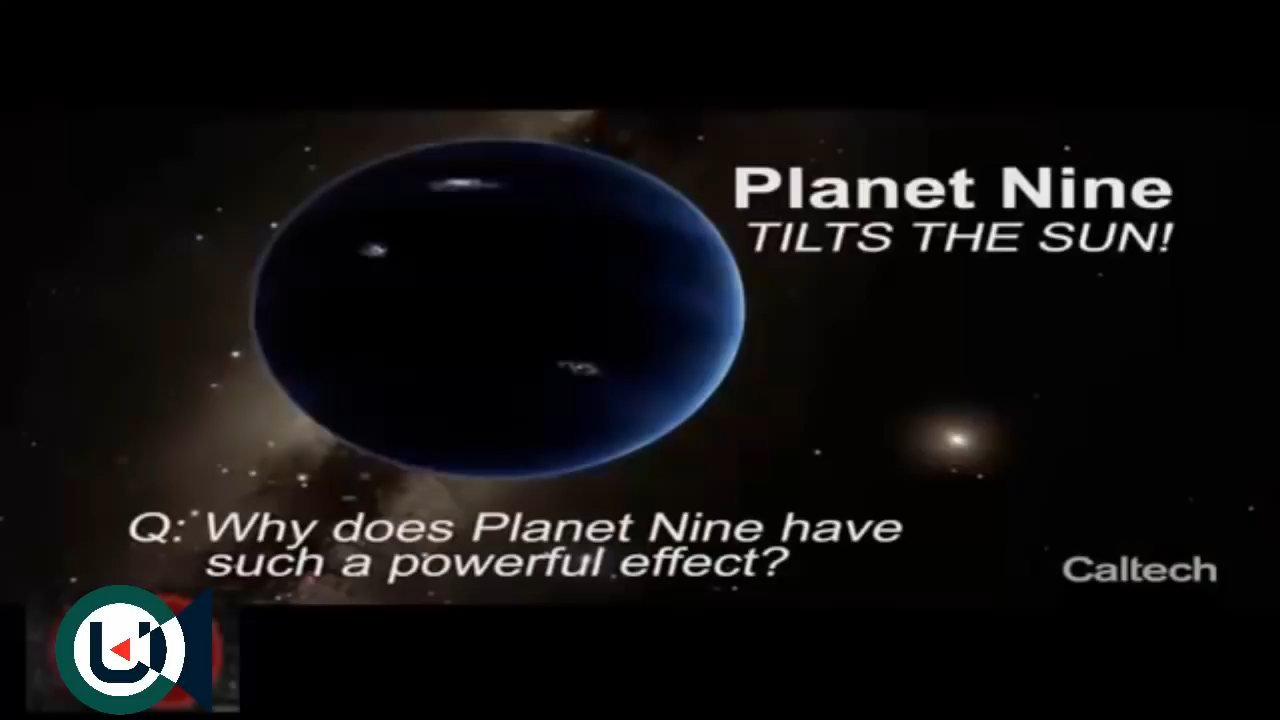 Planet Nine
TILTS THE SUN!
Q: Why does Planet Nine have
such a powerful effect?
Caltech